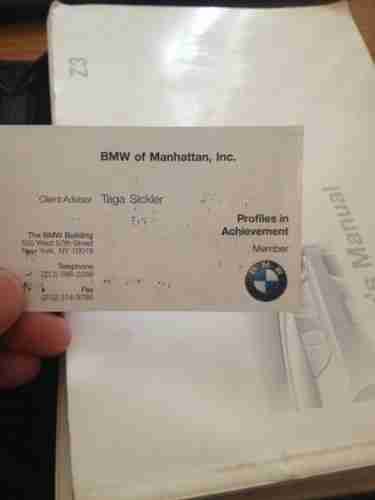 Z3
BMW of Manhattan, Inc.
Client Advisor Taga Sickler
Profiles in
Achievement
Member
The BMW Building
555 West 57th Street
New York, NY 10019
Telephone
Fax
BMW
Manual